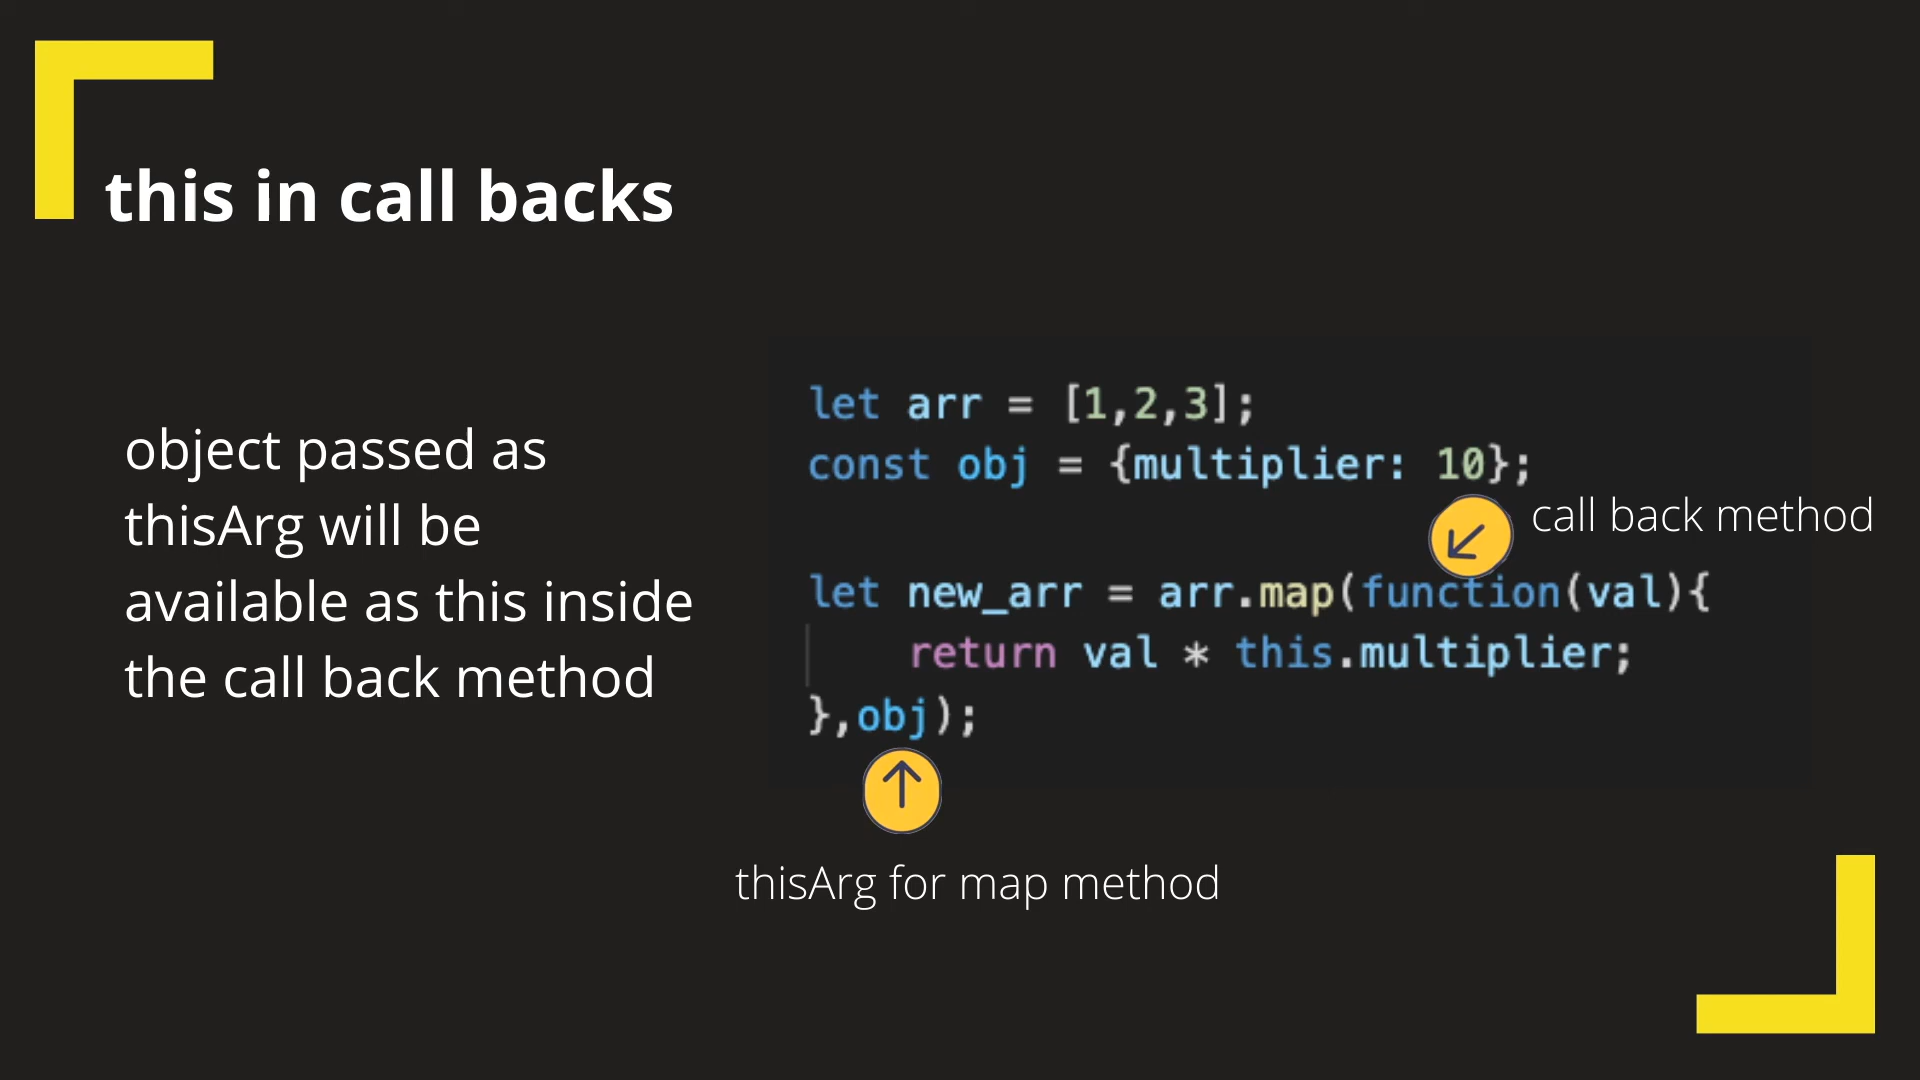 this in call backs
object passed as
thisArg will be
available as this inside
the call back method
let arr = [1,2,3];
const obj = {multiplier: 10};
call back method
let new_arr = arr.map(function(val){
return val * this.multiplier;
},obj);
thisArg for map method